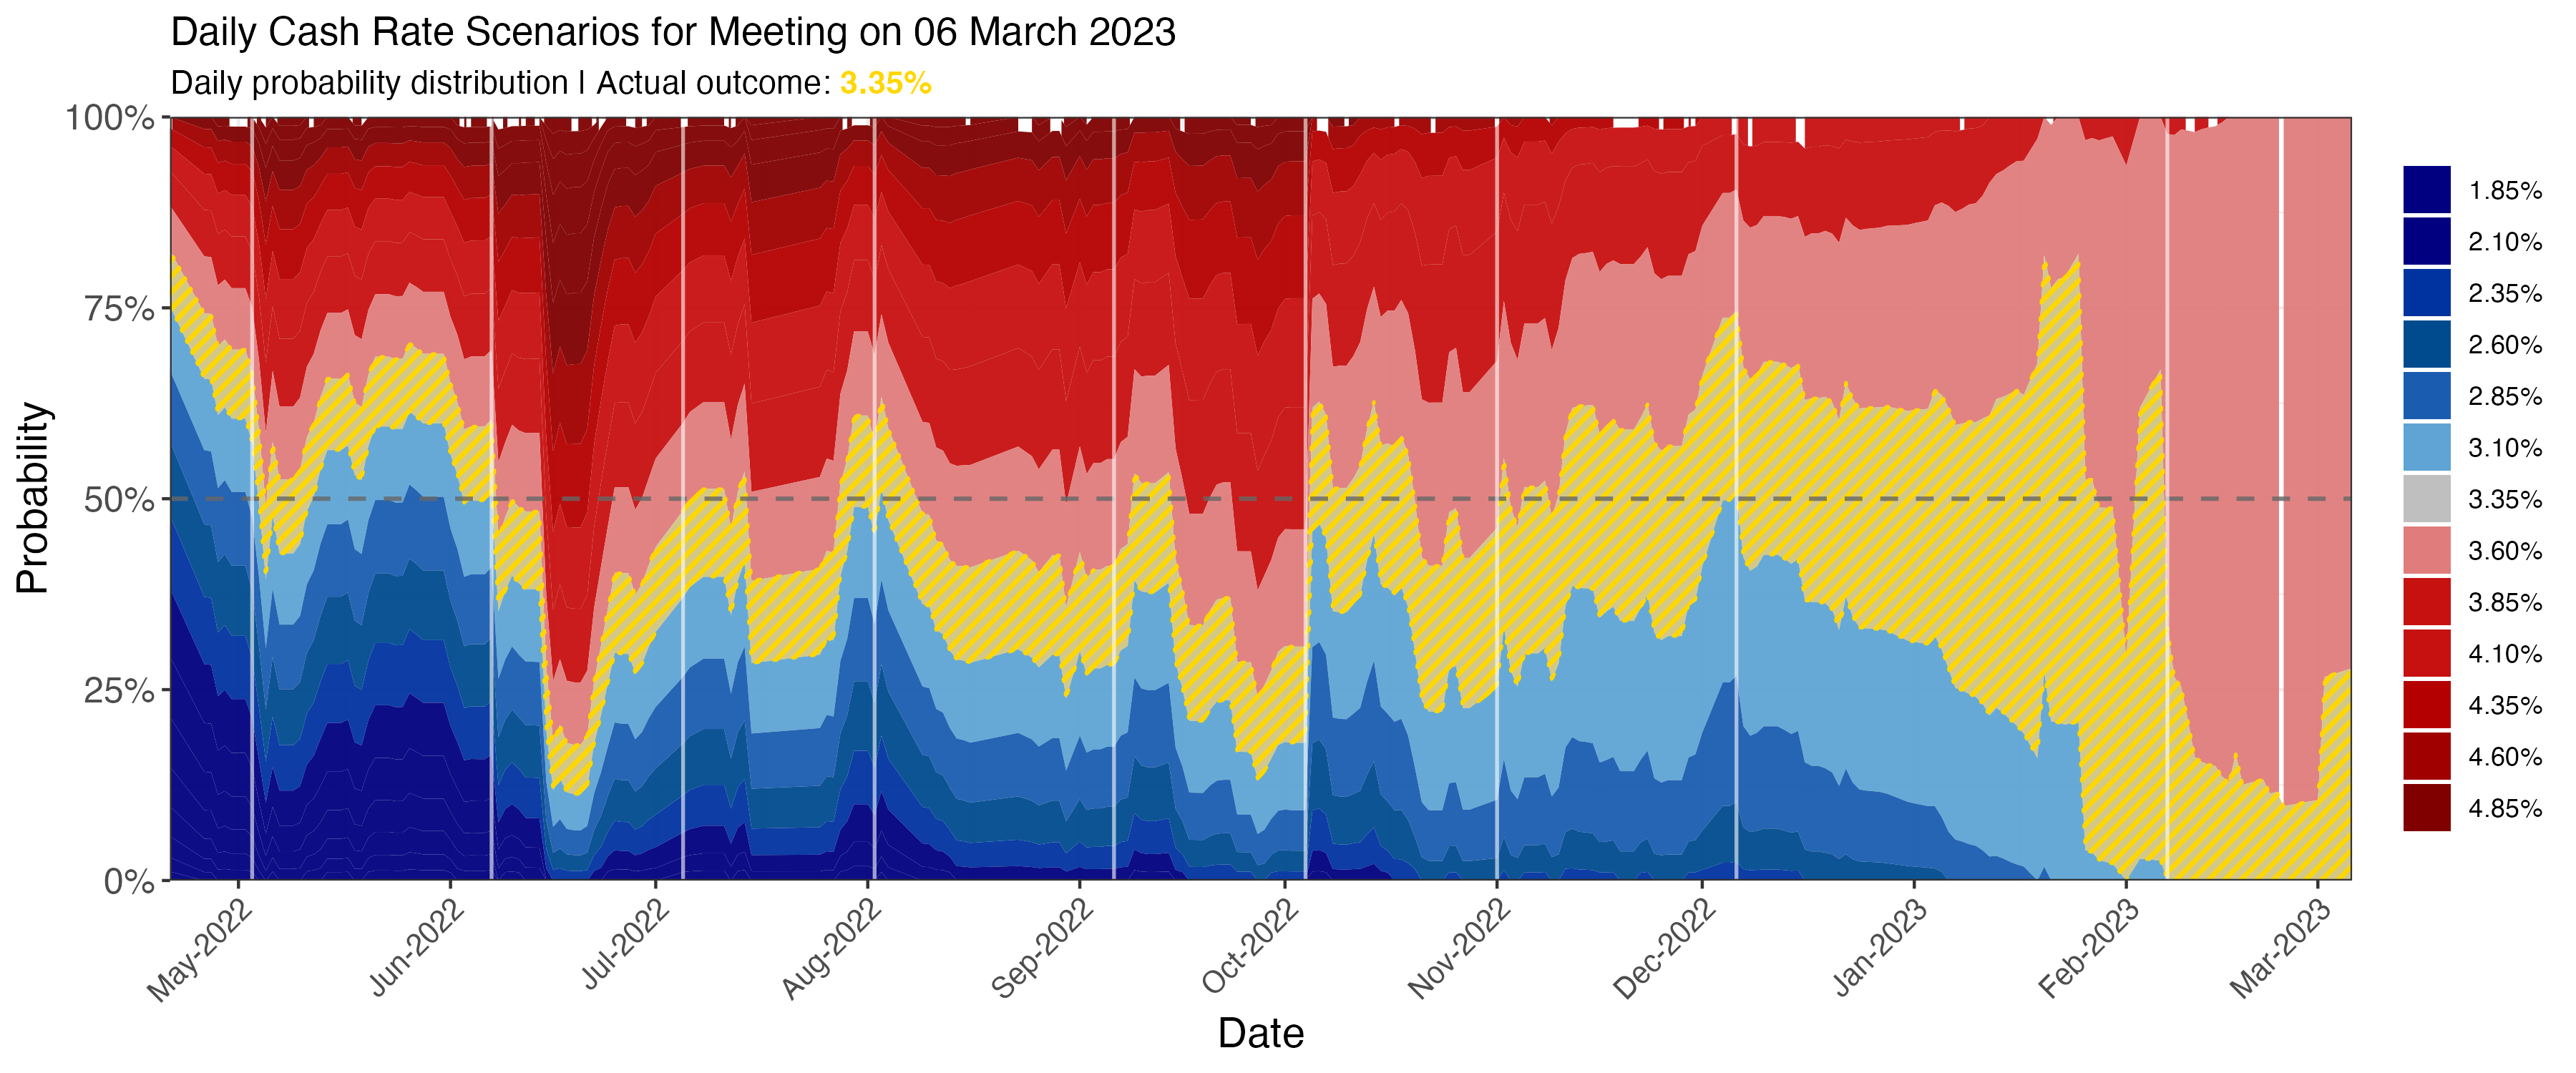 Daily Cash Rate Scenarios for Meeting on 06 March 2023
Daily probability distribution | Actual outcome: 3.35%
Probability
100%
75%
50%
25%
0%
May-2022
Jun-2022
Jul-2022
Aug-2022
Sep-2022
Oct-2022
Nov-2022
Dec-2022
Jan-2023
Feb-2023
Mar-2023
Date
1.85%
2.10%
2.35%
2.60%
2.85%
3.10%
3.35%
3.60%
3.85%
4.10%
4.35%
4.60%
4.85%